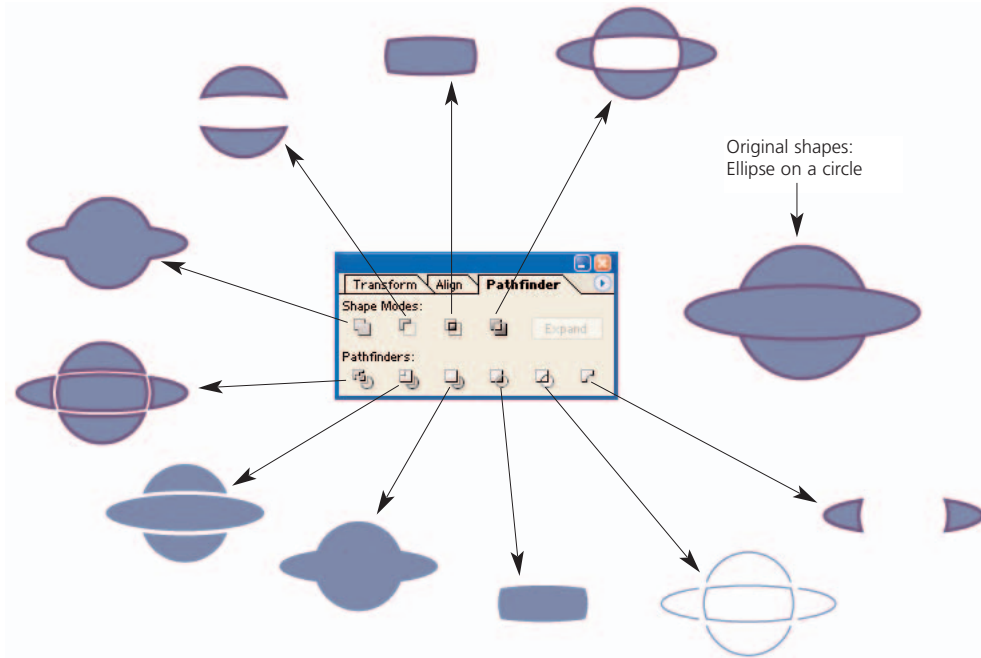 Original shapes:
Ellipse on a circle
Transform Align Pathfinder
Shape Modes:
Expand
Pathfinders: